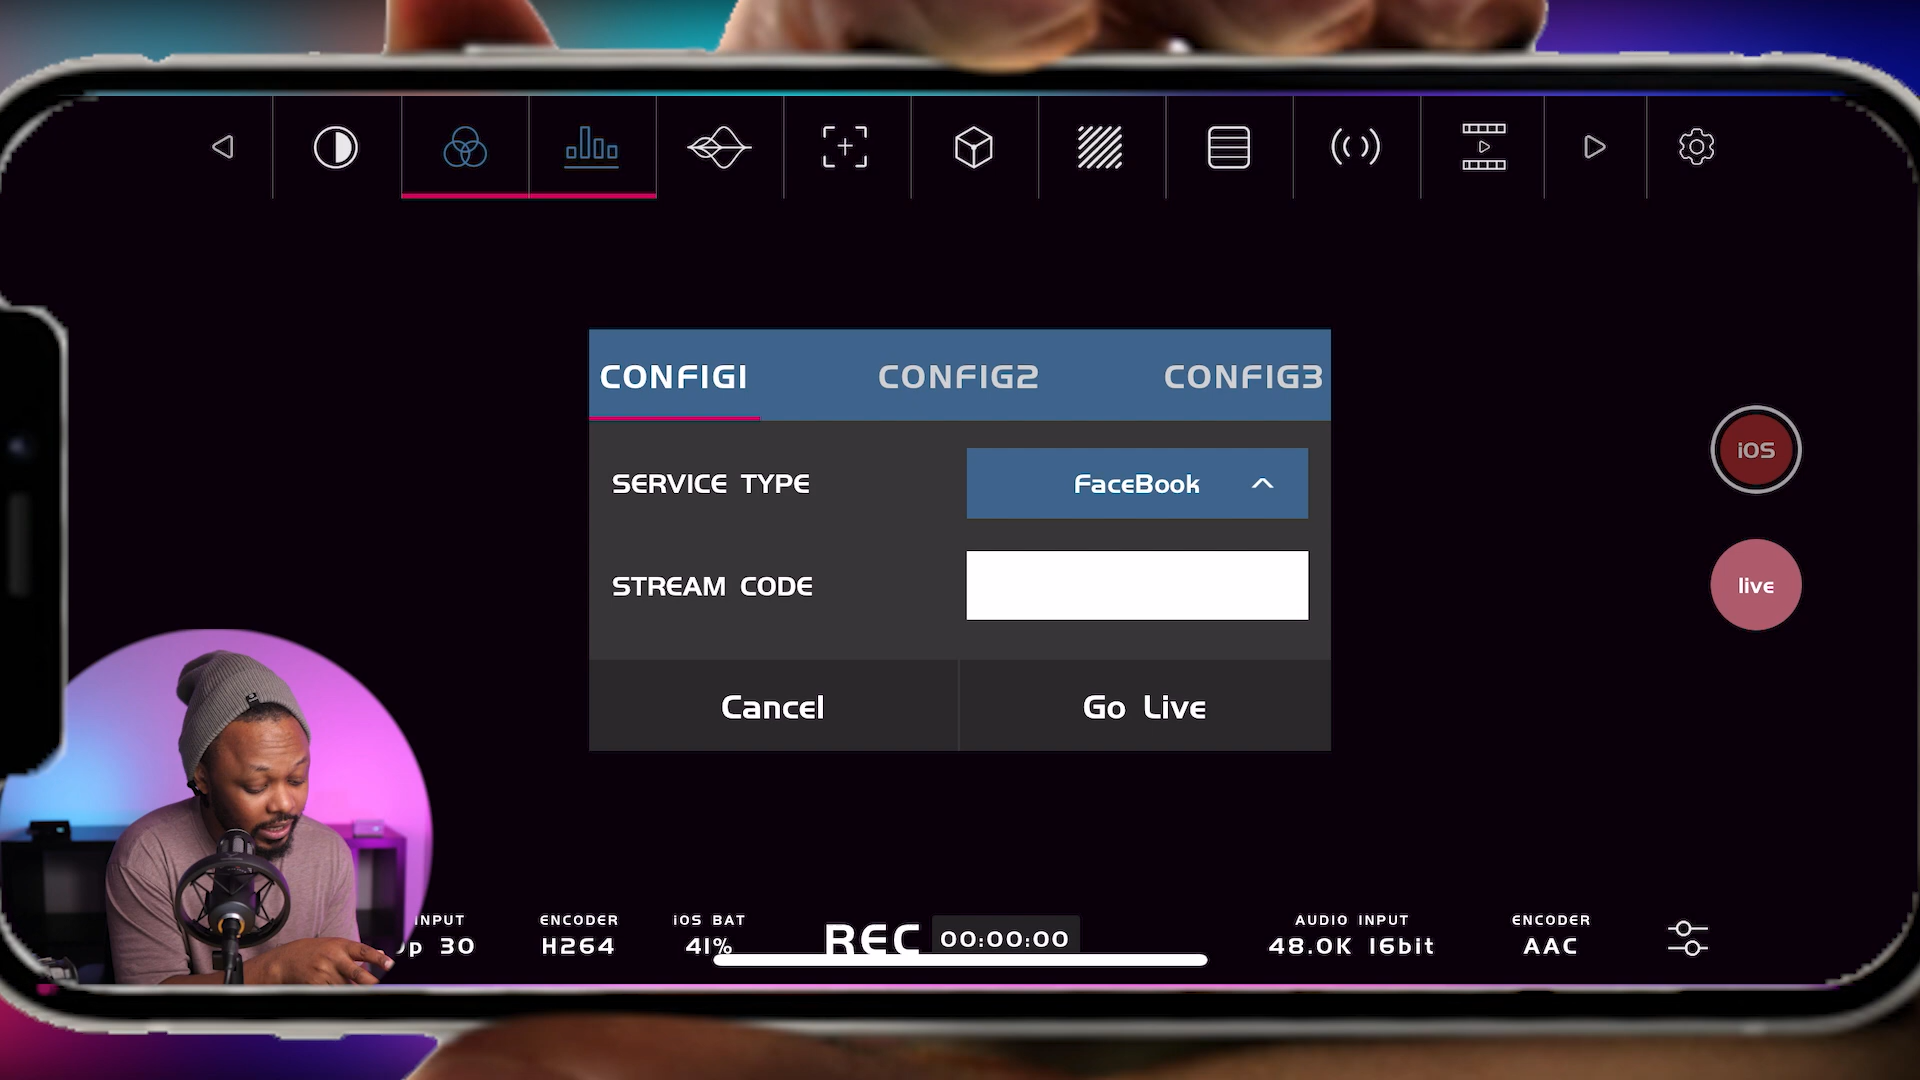 CONFIG1 CONFIG2 CONFIG3
SERVICE TYPE FaceBook
STREAM CODE
Cancel Go Live
iOS
live
INPUT ENCODER iOS BAT AUDIO INPUT ENCODER
p 30 H264 41% REC 00:00:00 48.0K 16bit AAC